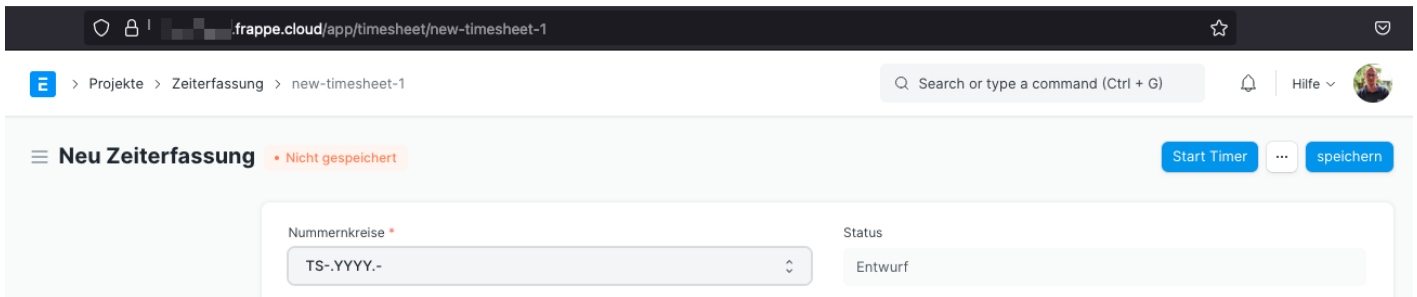 .frappe.cloud/app/timesheet/new-timesheet-1
E > Projekte > Zeiterfassung > new-timesheet-1 Search or type a command (Ctrl + G) Hilfe
Neu Zeiterfassung • Nicht gespeichert Start Timer ... speichern
Nummernkreise * Status
TS-.YYYY.- Entwurf